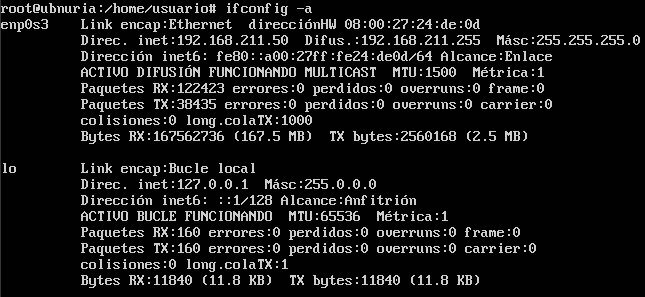 root@ubnuria:/home/usuario# ifconfig -a
enp0s3    Link encap:Ethernet  direcciónHW 08:00:27:24:de:0d
          Direc. inet:192.168.211.50  Difus.:192.168.211.255  Másc:255.255.255.0
          Dirección inet6: fe80::a00:27ff:fe24:de0d/64 Alcance:Enlace
          ACTIVO DIFUSIÓN FUNCIONANDO MULTICAST  MTU:1500  Métrica:1
          Paquetes RX:122423 errores:0 perdidos:0 overruns:0 frame:0
          Paquetes TX:38435 errores:0 perdidos:0 overruns:0 carrier:0
          colisiones:0 long.colaTX:1000
          Bytes RX:167562736 (167.5 MB)  TX bytes:2560168 (2.5 MB)
lo        Link encap:Bucle local
          Direc. inet:127.0.0.1  Másc:255.0.0.0
          Dirección inet6: ::1/128 Alcance:Anfitrión
          ACTIVO BUCLE FUNCIONANDO  MTU:65536  Métrica:1
          Paquetes RX:160 errores:0 perdidos:0 overruns:0 frame:0
          Paquetes TX:160 errores:0 perdidos:0 overruns:0 carrier:0
          colisiones:0 long.colaTX:1
          Bytes RX:11840 (11.8 KB)  TX bytes:11840 (11.8 KB)